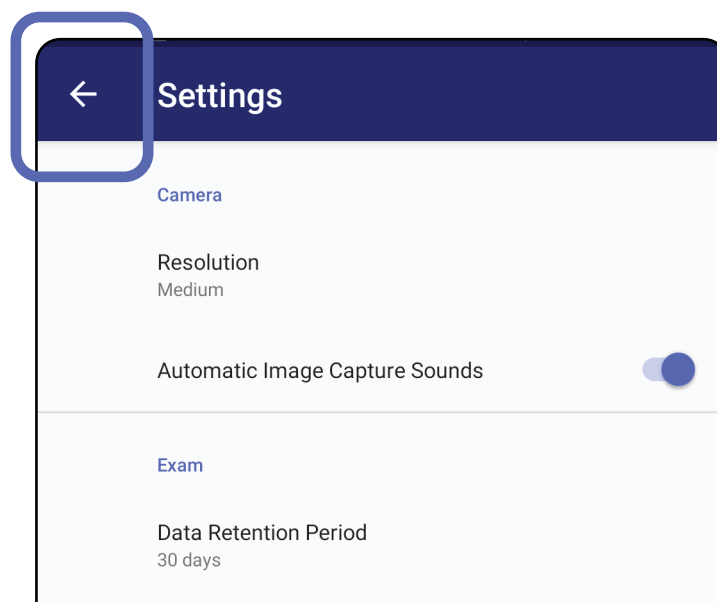 Settings
Camera
Resolution
Medium
Automatic Image Capture Sounds
Exam
Data Retention Period
30 days